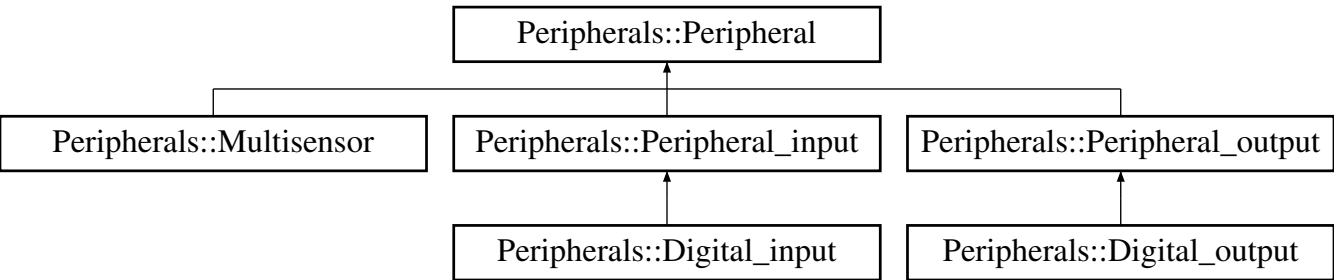 Peripherals::Peripheral
Peripherals::Multisensor
Peripherals::Peripheral_input
Peripherals::Peripheral_output
Peripherals::Digital_input
Peripherals::Digital_output